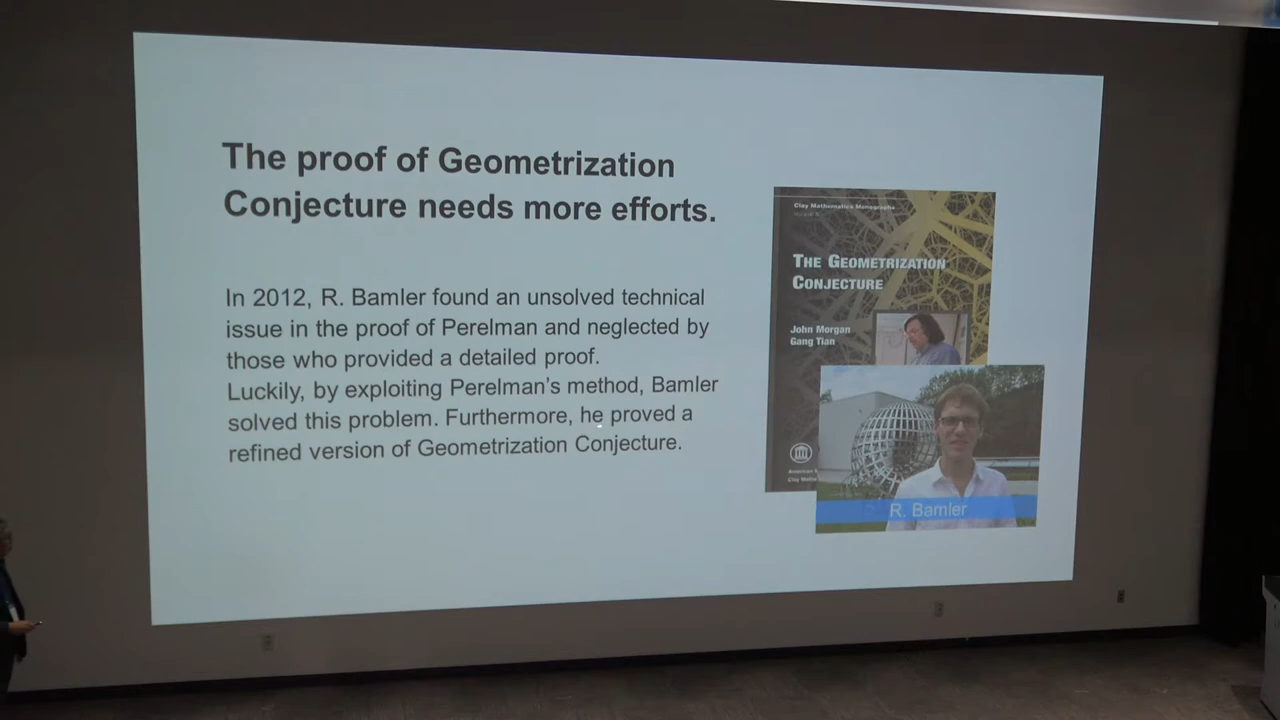 The proof of Geometrization
Conjecture needs more efforts.
In 2012, R. Bamler found an unsolved technical
issue in the proof of Perelman and neglected by
those who provided a detailed proof.
Luckily, by exploiting Perelman's method, Bamler
solved this problem. Furthermore, he proved a
refined version of Geometrization Conjecture.
Clay Mathematics Monographs
THE GEOMETRIZATION
CONJECTURE
John Morgan
Gang Tian
American
Clay
R. Bamler